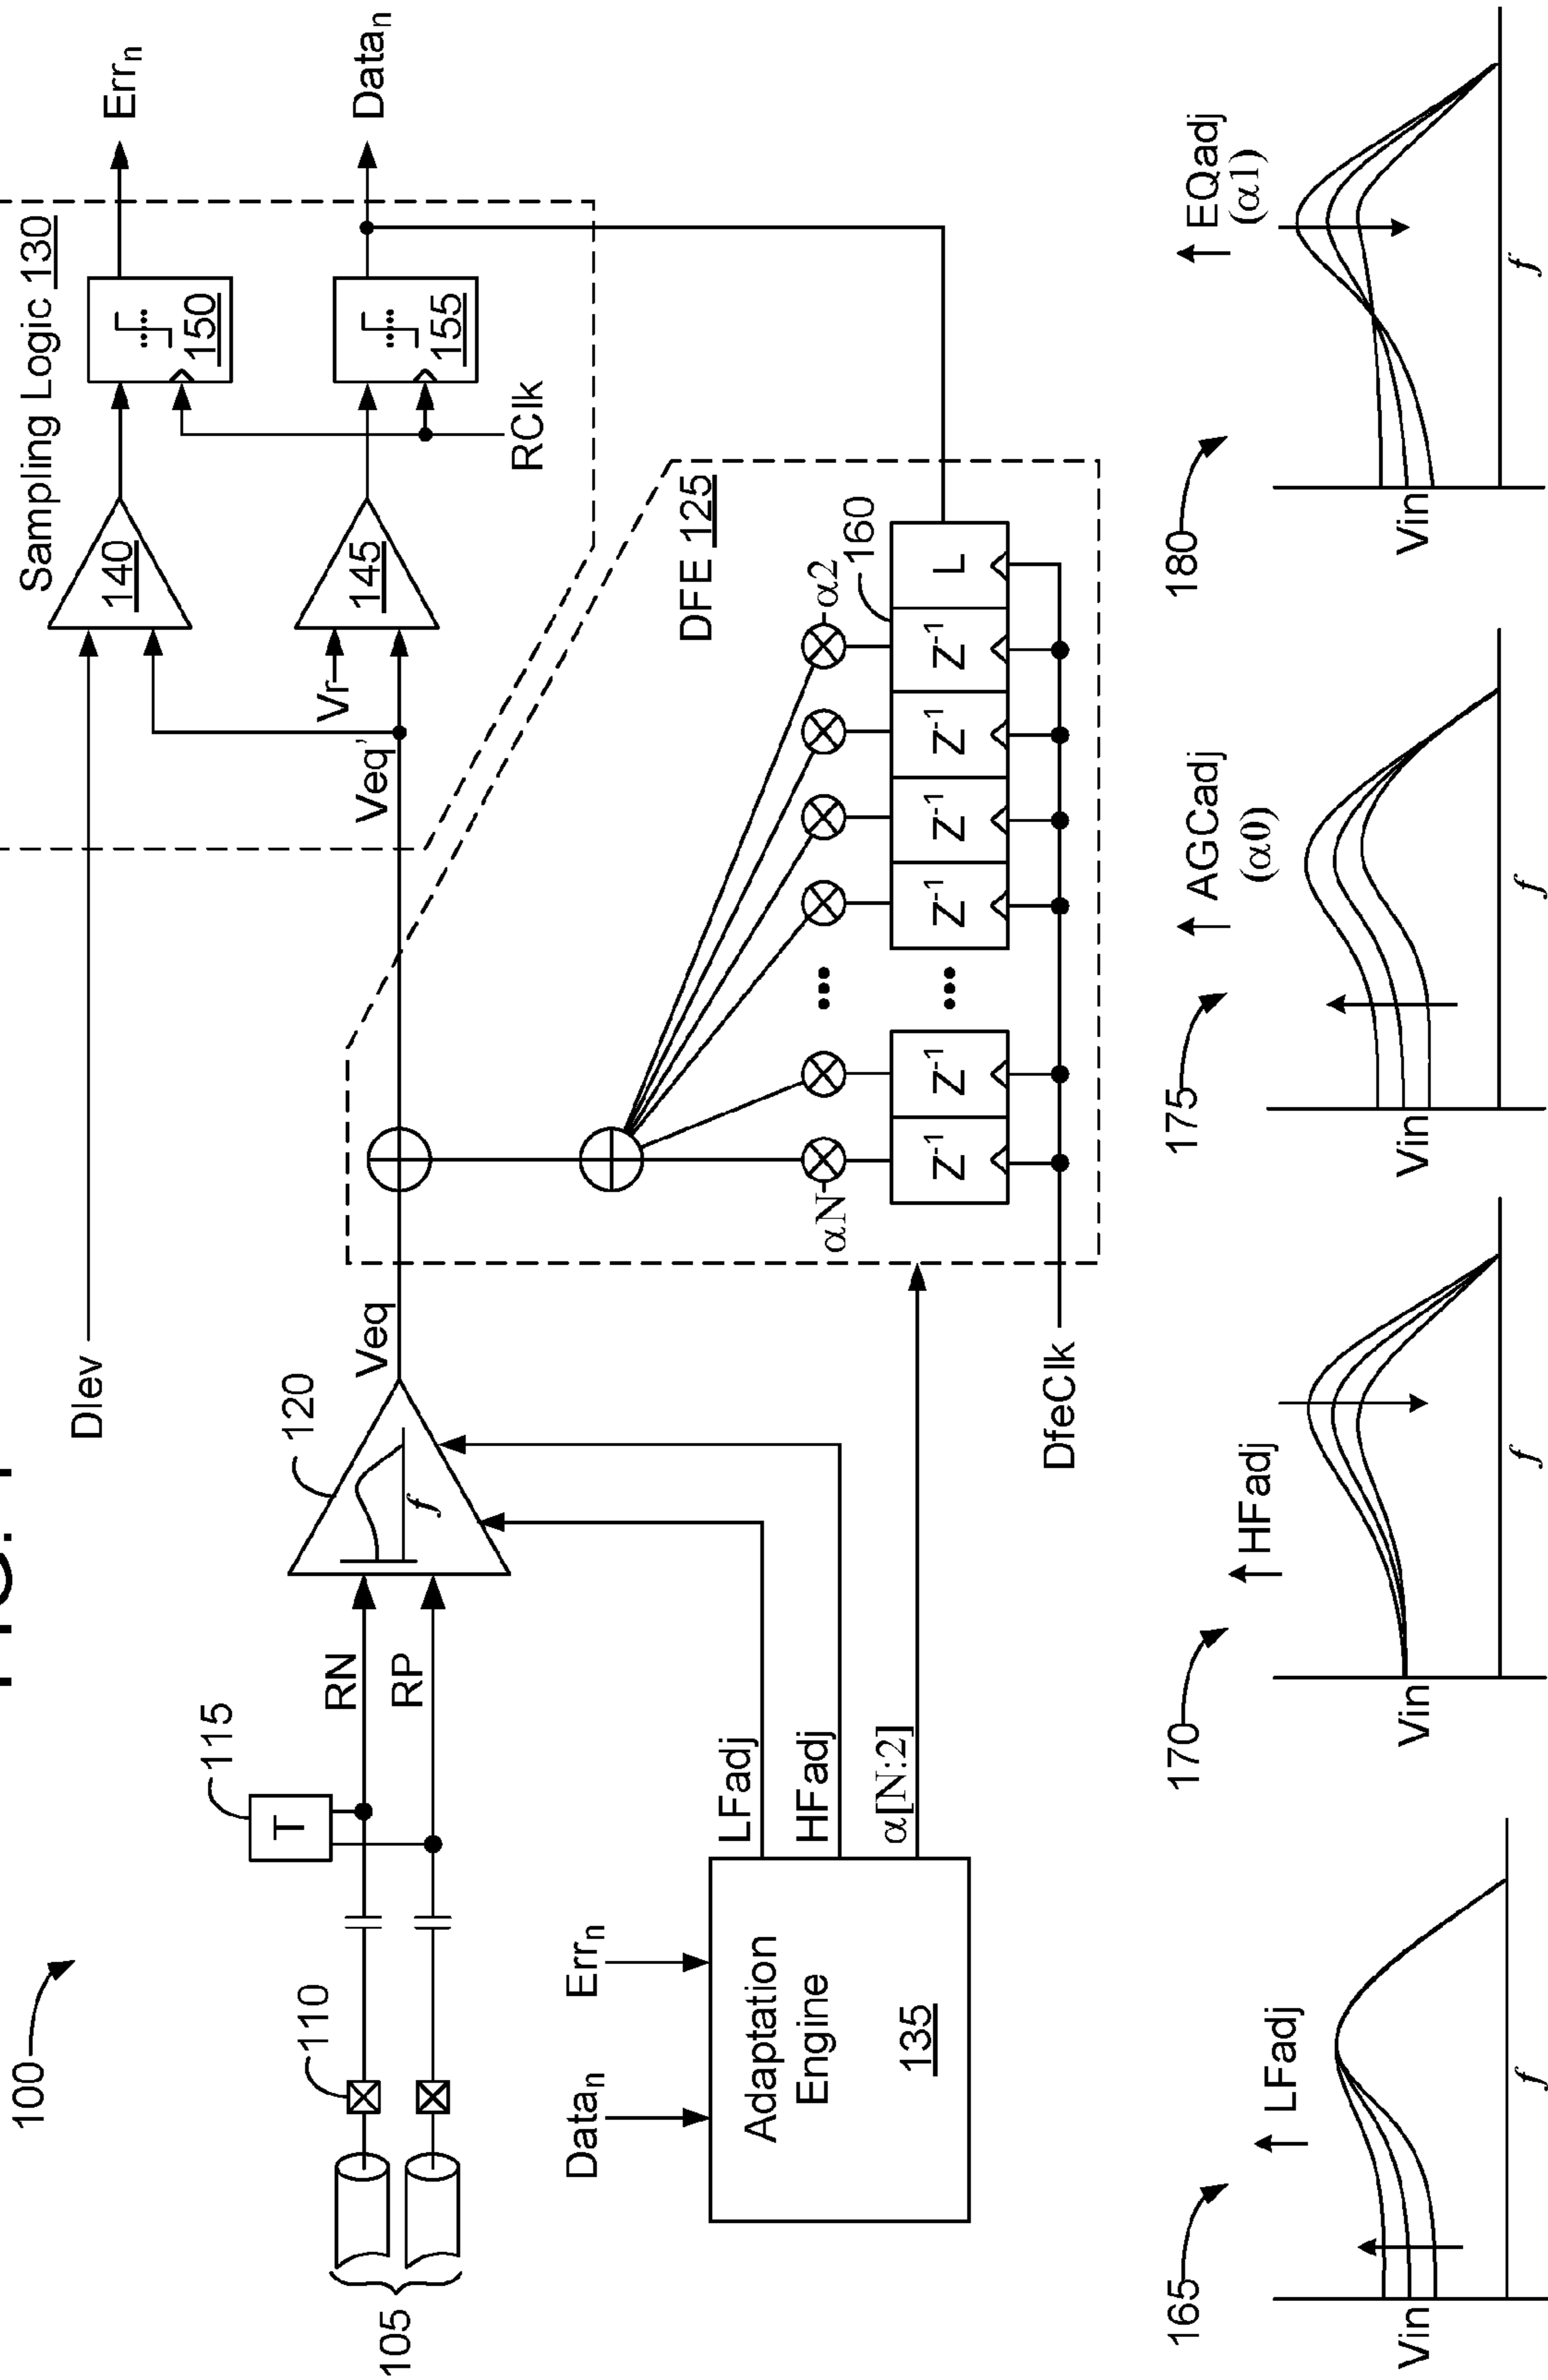 FIG. 1
100
105
110
115
T
RN
RP
120
f
Veq
Dlev
Veq'
Vr
Sampling Logic 130
140
145
150
155
RClk
Errn
Datan
Datan
Errn
Adaptation
Engine
135
LFadj
HFadj
α[N:2]
DFE 125
160
αN
α2
... 
Z-1 Z-1 ... Z-1 Z-1 Z-1 Z-1 L
DfeClk
165
LFadj
Vin
f
170
HFadj
Vin
f
175
AGCadj
(α0)
Vin
f
180
EQadj
(α1)
Vin
f